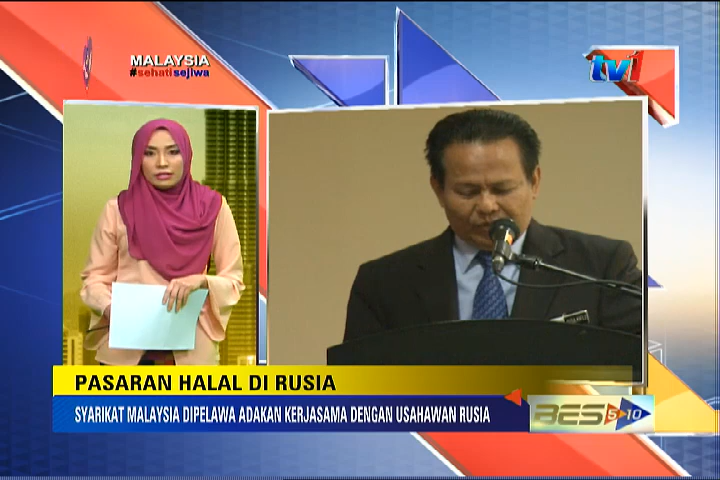 MALAYSIA
#sehatisejiwa
tv1
PASARAN HALAL DI RUSIA
SYARIKAT MALAYSIA DIPELAWA ADAKAN KERJASAMA DENGAN USAHAWAN RUSIA
BES 5-10